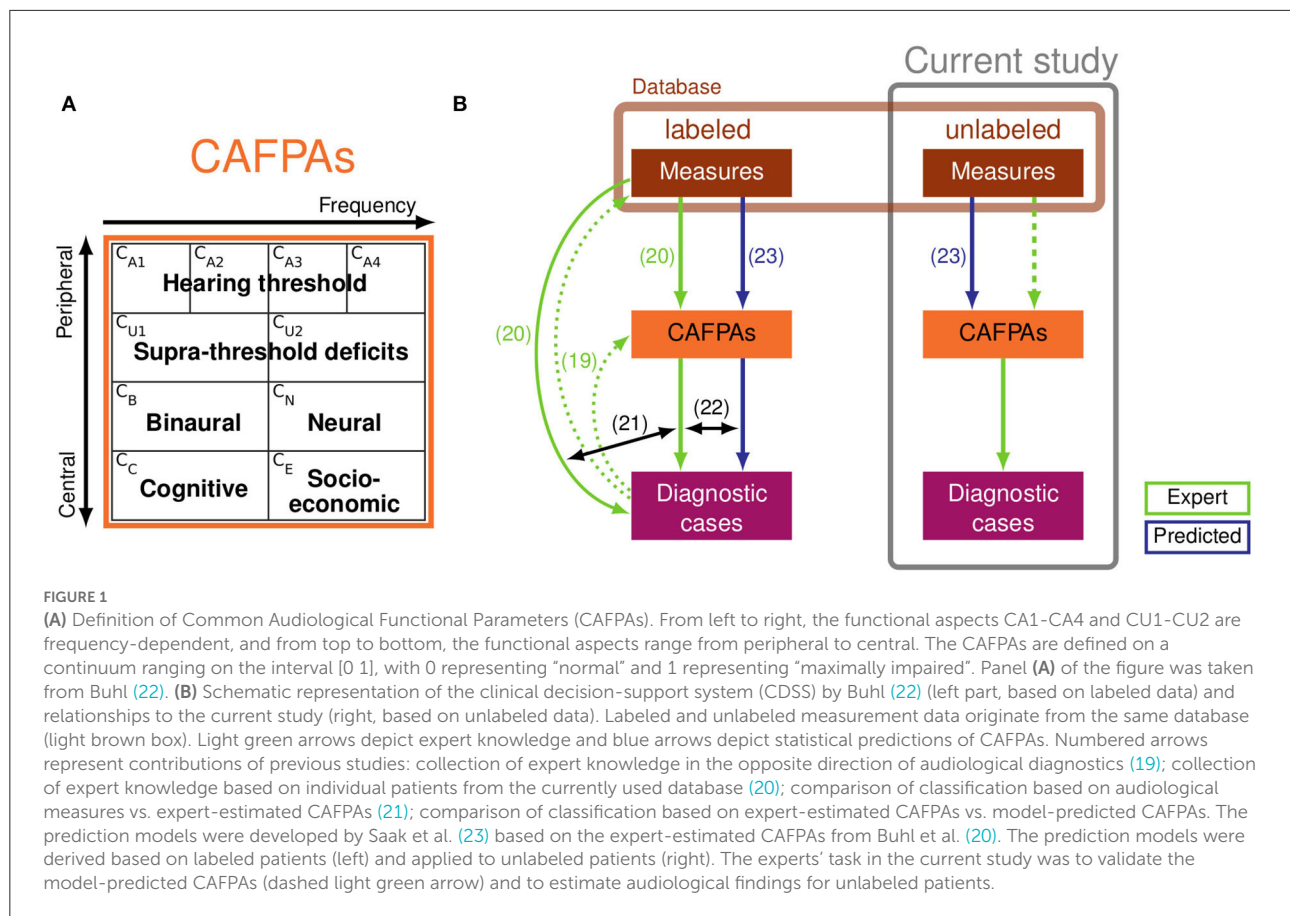 A
CAFPAs
Frequency
Peripheral
Central
C_A1 C_A2 C_A3 C_A4
Hearing threshold
C_U1 C_U2
Supra-threshold deficits
C_B C_N
Binaural Neural
C_C C_E
Cognitive Socio-
economic
B
Current study
Database
labeled unlabeled
Measures Measures
(20) (23) (23)
CAFPAs CAFPAs
(20)
(19)
(21) (22)
Diagnostic
cases
Diagnostic
cases
Expert
Predicted
FIGURE 1
(A) Definition of Common Audiological Functional Parameters (CAFPAs). From left to right, the functional aspects CA1-CA4 and CU1-CU2 are
frequency-dependent, and from top to bottom, the functional aspects range from peripheral to central. The CAFPAs are defined on a
continuum ranging on the interval [0 1], with 0 representing “normal” and 1 representing “maximally impaired”. Panel (A) of the figure was taken
from Buhl (22). (B) Schematic representation of the clinical decision-support system (CDSS) by Buhl (22) (left part, based on labeled data) and
relationships to the current study (right, based on unlabeled data). Labeled and unlabeled measurement data originate from the same database
(light brown box). Light green arrows depict expert knowledge and blue arrows depict statistical predictions of CAFPAs. Numbered arrows
represent contributions of previous studies: collection of expert knowledge in the opposite direction of audiological diagnostics (19); collection
of expert knowledge based on individual patients from the currently used database (20); comparison of classification based on audiological
measures vs. expert-estimated CAFPAs (21); comparison of classification based on expert-estimated CAFPAs vs. model-predicted CAFPAs. The
prediction models were developed by Saak et al. (23) based on the expert-estimated CAFPAs from Buhl et al. (20). The prediction models were
derived based on labeled patients (left) and applied to unlabeled patients (right). The experts’ task in the current study was to validate the
model-predicted CAFPAs (dashed light green arrow) and to estimate audiological findings for unlabeled patients.